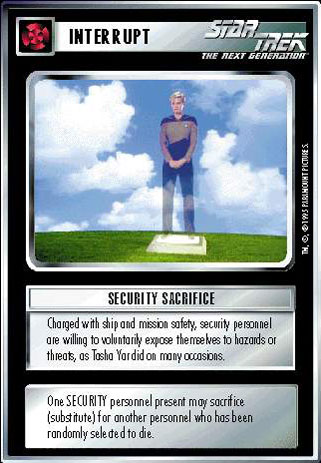 INTERRUPT
STAR TREK
THE NEXT GENERATION
TM, ®, © 1995 PARAMOUNT PICTURES.
SECURITY SACRIFICE
Charged with ship and mission safety, security personnel
are willing to voluntarily expose themselves to hazards or
threats, as Tasha Yar did on many occasions.
One SECURITY personnel present may sacrifice
(substitute) for another personnel who has been
randomly selected to die.